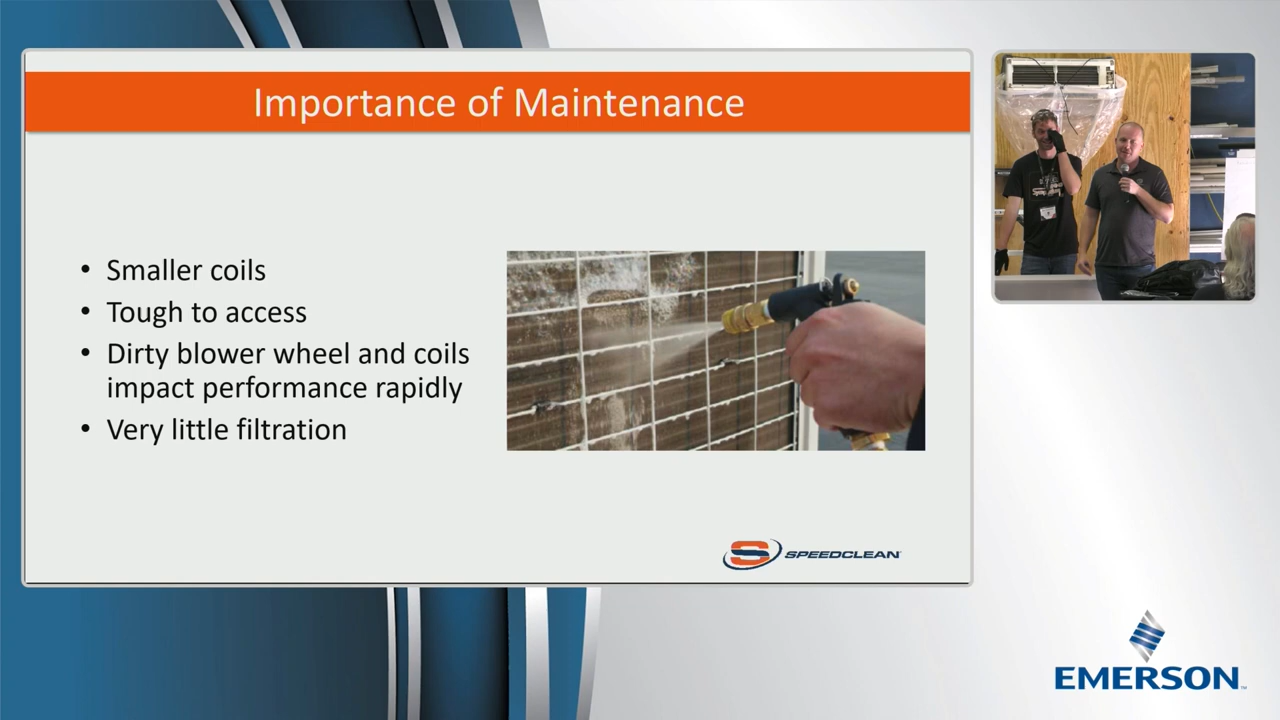 Importance of Maintenance
• Smaller coils
• Tough to access
• Dirty blower wheel and coils
impact performance rapidly
• Very little filtration
SPEEDCLEAN
EMERSON